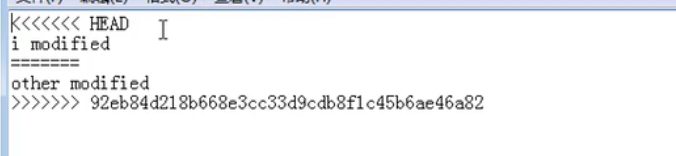 <<<<<<< HEAD
i modified
=======
other modified
>>>>>>> 92eb84d218b668e3cc33d9cdb8f1c45b6ae46a82